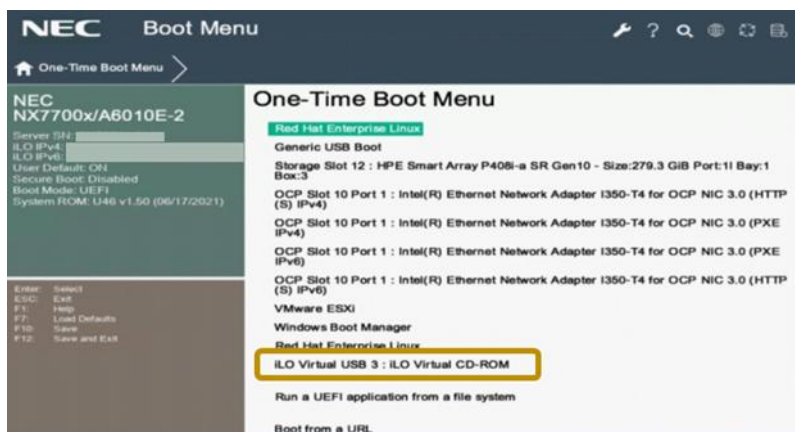 NEC Boot Menu
One-Time Boot Menu
NEC
NX7700x/A6010E-2
Server SN:
iLO IPv4:
iLO IPv6:
User Default: ON
Secure Boot: Disabled
Boot Mode: UEFI
System ROM: U46 v1.50 (06/17/2021)
Enter: Select
ESC: Exit
F1: Help
F7: Load Defaults
F10: Save
F12: Save and Exit
One-Time Boot Menu
Red Hat Enterprise Linux
Generic USB Boot
Storage Slot 12 : HPE Smart Array P408i-a SR Gen10 - Size:279.3 GiB Port:1I Bay:1
Box:3
OCP Slot 10 Port 1 : Intel(R) Ethernet Network Adapter I350-T4 for OCP NIC 3.0 (HTTP
(S) IPv4)
OCP Slot 10 Port 1 : Intel(R) Ethernet Network Adapter I350-T4 for OCP NIC 3.0 (PXE
IPv4)
OCP Slot 10 Port 1 : Intel(R) Ethernet Network Adapter I350-T4 for OCP NIC 3.0 (PXE
IPv6)
OCP Slot 10 Port 1 : Intel(R) Ethernet Network Adapter I350-T4 for OCP NIC 3.0 (HTTP
(S) IPv6)
VMware ESXi
Windows Boot Manager
Red Hat Enterprise Linux
iLO Virtual USB 3 : iLO Virtual CD-ROM
Run a UEFI application from a file system
Boot from a URL